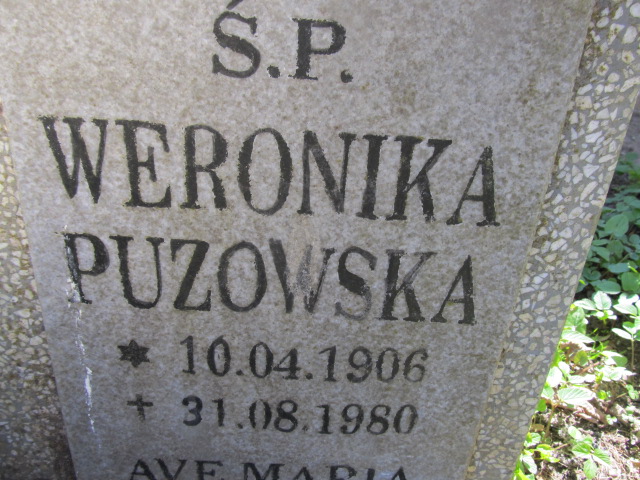 Ś.P.
WERONIKA
PUZOWSKA
* 10.04.1906
+ 31.08.1980
AVE MARIA